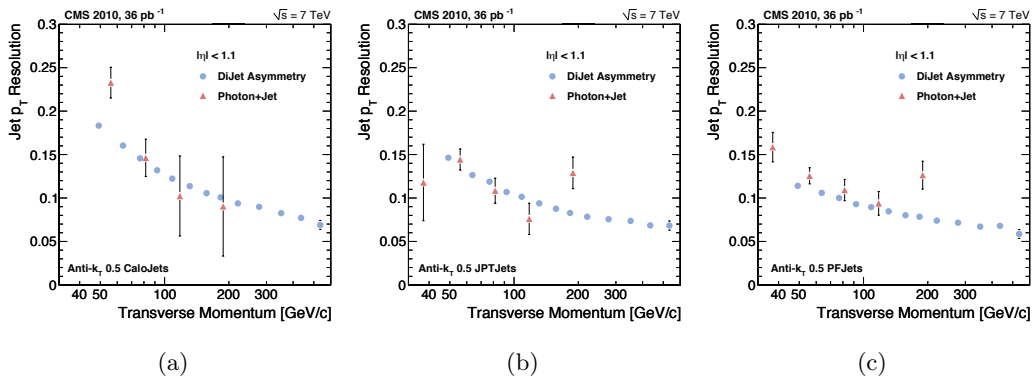 CMS 2010, 36 pb⁻¹ √s = 7 TeV
|η| < 1.1
DiJet Asymmetry
Photon+Jet
Jet p_T Resolution
0.3
0.25
0.2
0.15
0.1
0.05
0
Anti-k_T 0.5 CaloJets
40 50 100 200 300
Transverse Momentum [GeV/c]
(a)
CMS 2010, 36 pb⁻¹ √s = 7 TeV
|η| < 1.1
DiJet Asymmetry
Photon+Jet
Jet p_T Resolution
0.3
0.25
0.2
0.15
0.1
0.05
0
Anti-k_T 0.5 JPTJets
40 50 100 200 300
Transverse Momentum [GeV/c]
(b)
CMS 2010, 36 pb⁻¹ √s = 7 TeV
|η| < 1.1
DiJet Asymmetry
Photon+Jet
Jet p_T Resolution
0.3
0.25
0.2
0.15
0.1
0.05
0
Anti-k_T 0.5 PFJets
40 50 100 200 300
Transverse Momentum [GeV/c]
(c)